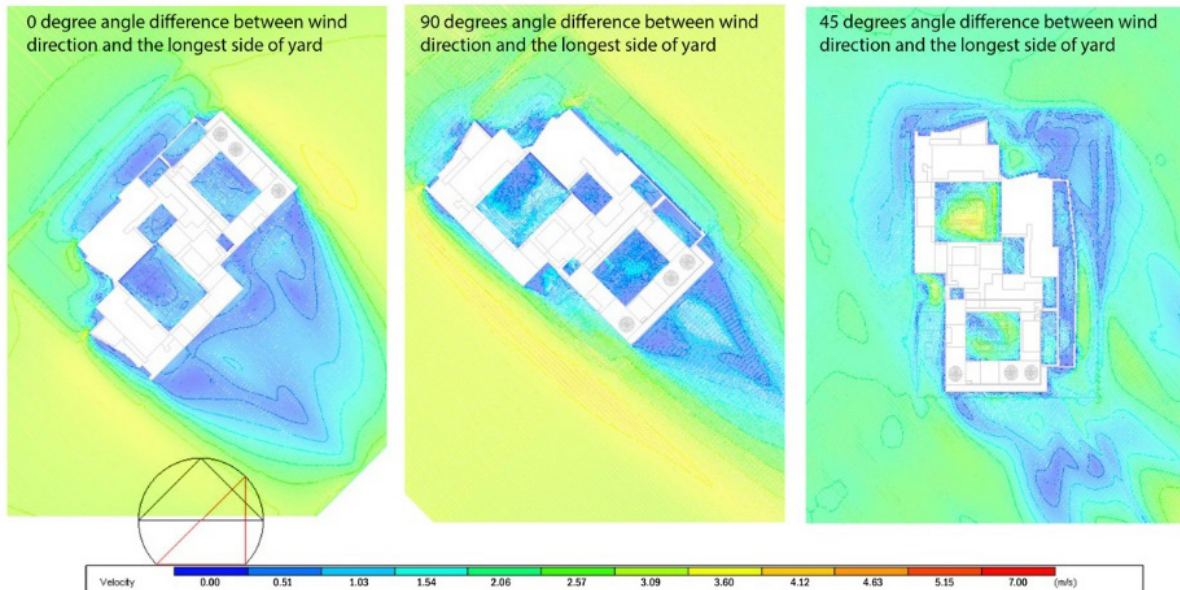 0 degree angle difference between wind
direction and the longest side of yard
90 degrees angle difference between wind
direction and the longest side of yard
45 degrees angle difference between wind
direction and the longest side of yard
Velocity 0.00 0.51 1.03 1.54 2.06 2.57 3.09 3.60 4.12 4.63 5.15 7.00 (m/s)